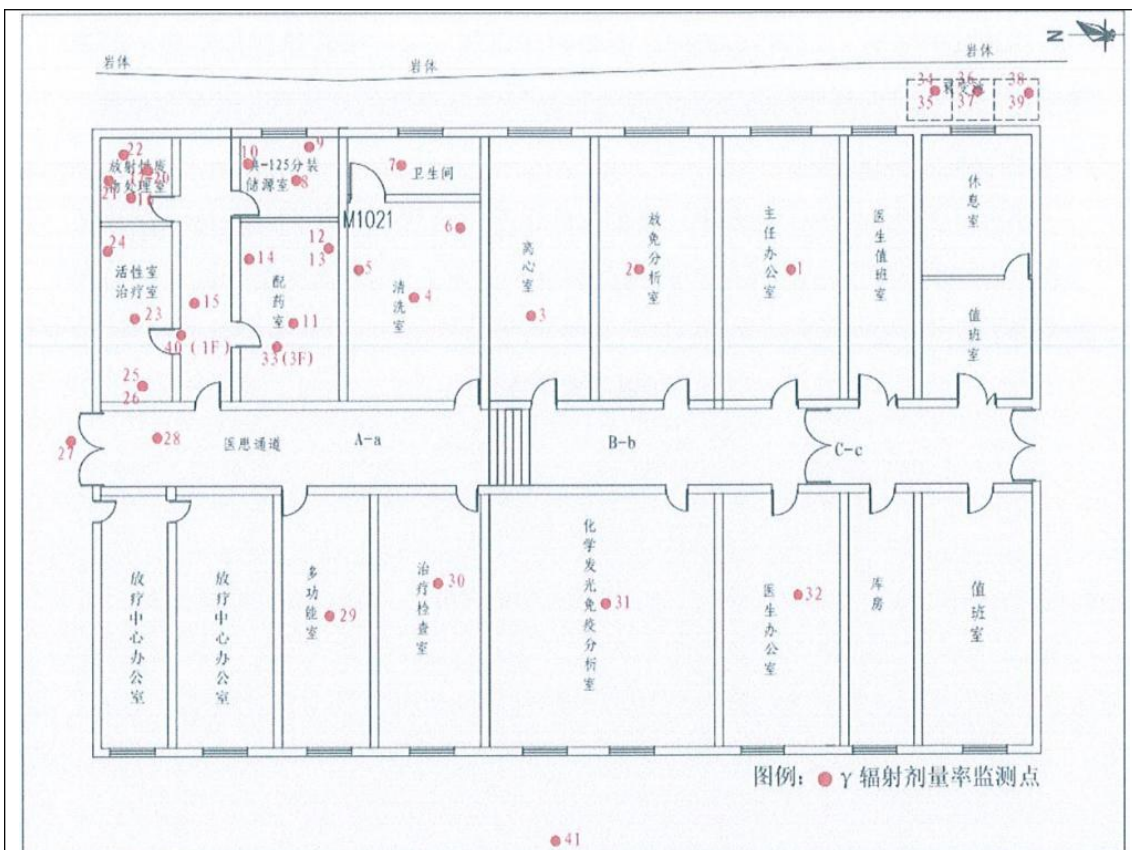 N
岩体
岩体
岩体
34
36
38
衰变池
35
37
39
22
放射性废
物处理室
20
21
10
9
碘-125分装
储源室
8
7
卫生间
M1021
6
24
活性室
治疗室
23
14
12
13
配药室
11
15
40 (1F)
33(3F)
25
26
5
4
清洗室
离心室
3
放免分析室
2
主任办公室
1
医生值班室
休息室
值班室
27
28
医患通道
A-a
B-b
C-c
放疗中心办公室
放疗中心办公室
多功能室
29
治疗检查室
30
化学发光免疫分析室
31
医生办公室
32
库房
值班室
图例: γ 辐射剂量率监测点
41